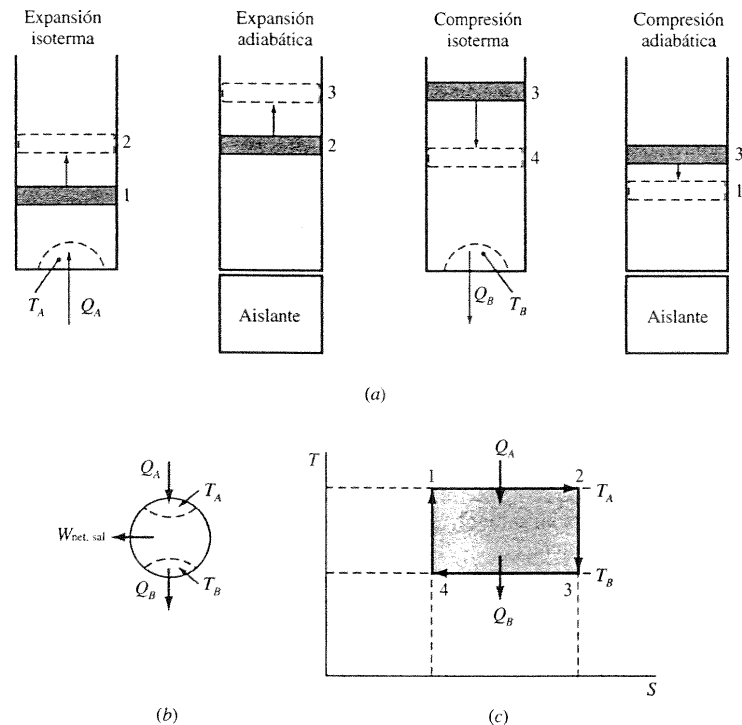 Expansión
isoterma
Expansión
adiabática
Compresión
isoterma
Compresión
adiabática
2
1
T_A
Q_A
3
2
Aislante
3
4
Q_B
T_B
3
1
Aislante
(a)
Q_A
T_A
W_net. sal
Q_B
T_B
(b)
T
Q_A
1
2
T_A
4
3
T_B
Q_B
S
(c)